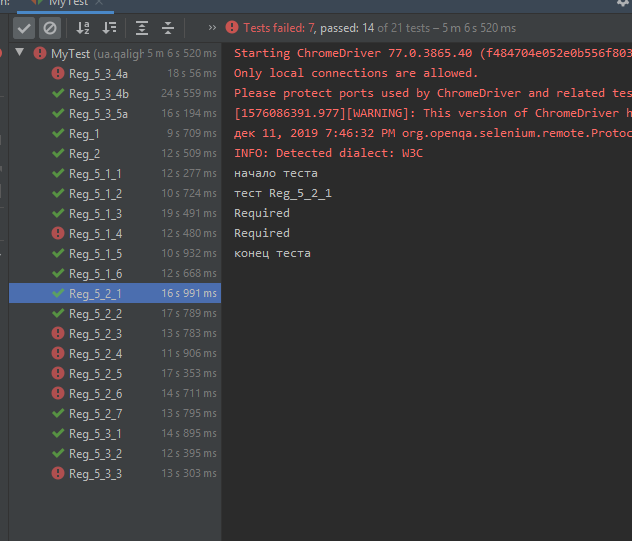 MyTest
Tests failed: 7, passed: 14 of 21 tests – 5 m 6 s 520 ms
MyTest (ua.qaligh 5 m 6 s 520 ms
Reg_5_3_4a 18 s 56 ms
Reg_5_3_4b 24 s 559 ms
Reg_5_3_5a 16 s 194 ms
Reg_1 9 s 709 ms
Reg_2 12 s 509 ms
Reg_5_1_1 12 s 277 ms
Reg_5_1_2 10 s 724 ms
Reg_5_1_3 19 s 491 ms
Reg_5_1_4 12 s 480 ms
Reg_5_1_5 10 s 932 ms
Reg_5_1_6 12 s 668 ms
Reg_5_2_1 16 s 991 ms
Reg_5_2_2 17 s 789 ms
Reg_5_2_3 13 s 783 ms
Reg_5_2_4 11 s 906 ms
Reg_5_2_5 17 s 353 ms
Reg_5_2_6 14 s 711 ms
Reg_5_2_7 13 s 795 ms
Reg_5_3_1 14 s 895 ms
Reg_5_3_2 12 s 395 ms
Reg_5_3_3 13 s 303 ms
Starting ChromeDriver 77.0.3865.40 (f484704e052e0b556f803
Only local connections are allowed.
Please protect ports used by ChromeDriver and related tes
[1576086391.977][WARNING]: This version of ChromeDriver h
дек 11, 2019 7:46:32 PM org.openqa.selenium.remote.Protoc
INFO: Detected dialect: W3C
начало теста
тест Reg_5_2_1
Required
Required
конец теста